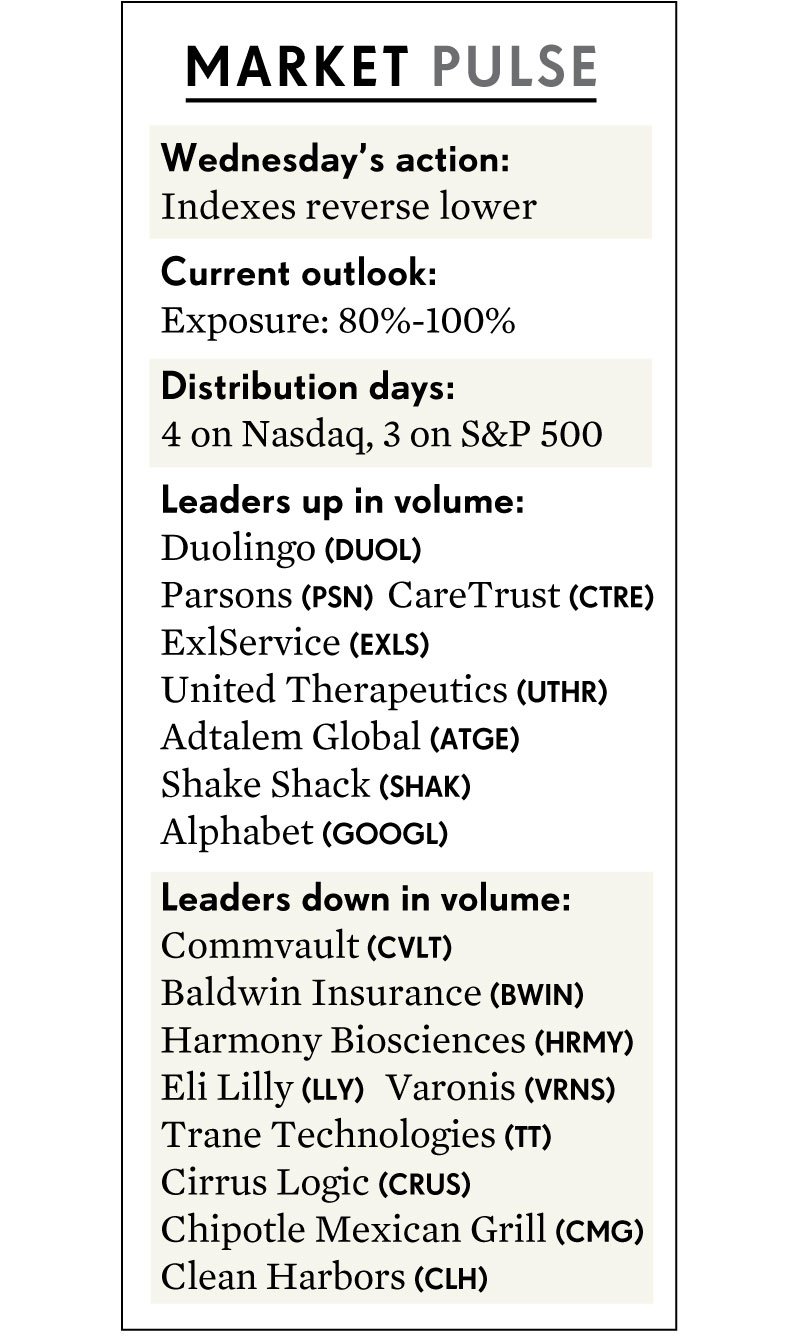 MARKET PULSE
Wednesday’s action:
Indexes reverse lower
Current outlook:
Exposure: 80%-100%
Distribution days:
4 on Nasdaq, 3 on S&P 500
Leaders up in volume:
Duolingo (DUOL)
Parsons (PSN) CareTrust (CTRE)
ExlService (EXLS)
United Therapeutics (UTHR)
Adtalem Global (ATGE)
Shake Shack (SHAK)
Alphabet (GOOGL)
Leaders down in volume:
Commvault (CVLT)
Baldwin Insurance (BWIN)
Harmony Biosciences (HRMY)
Eli Lilly (LLY) Varonis (VRNS)
Trane Technologies (TT)
Cirrus Logic (CRUS)
Chipotle Mexican Grill (CMG)
Clean Harbors (CLH)